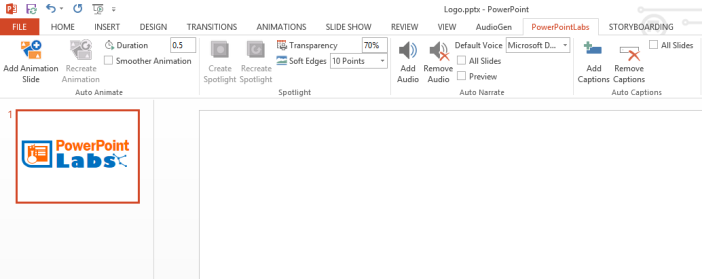 Logo.pptx - PowerPoint
FILE HOME INSERT DESIGN TRANSITIONS ANIMATIONS SLIDE SHOW REVIEW VIEW AudioGen PowerPointLabs STORYBOARDING
Add Animation Slide
Recreate Animation
Duration 0.5
Smoother Animation
Auto Animate
Create Spotlight
Recreate Spotlight
Transparency 70%
Soft Edges 10 Points
Spotlight
Add Audio
Remove Audio
Default Voice Microsoft D...
All Slides
Preview
Auto Narrate
Add Captions
Remove Captions
All Slides
Auto Captions
1
PowerPoint
Labs